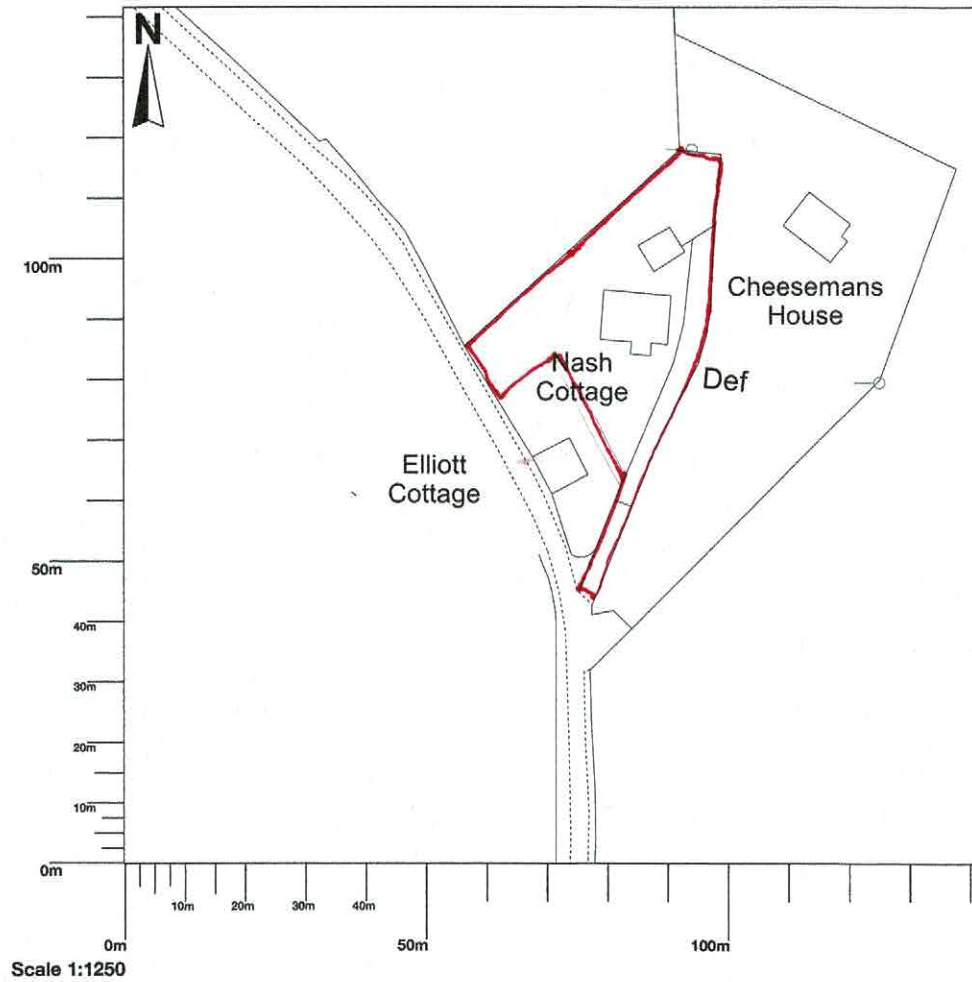 N
100m
Cheesemans
House
Nash
Cottage
Def
Elliott
Cottage
50m
40m
30m
20m
10m
0m
10m
20m
30m
40m
0m
50m
100m
Scale 1:1250